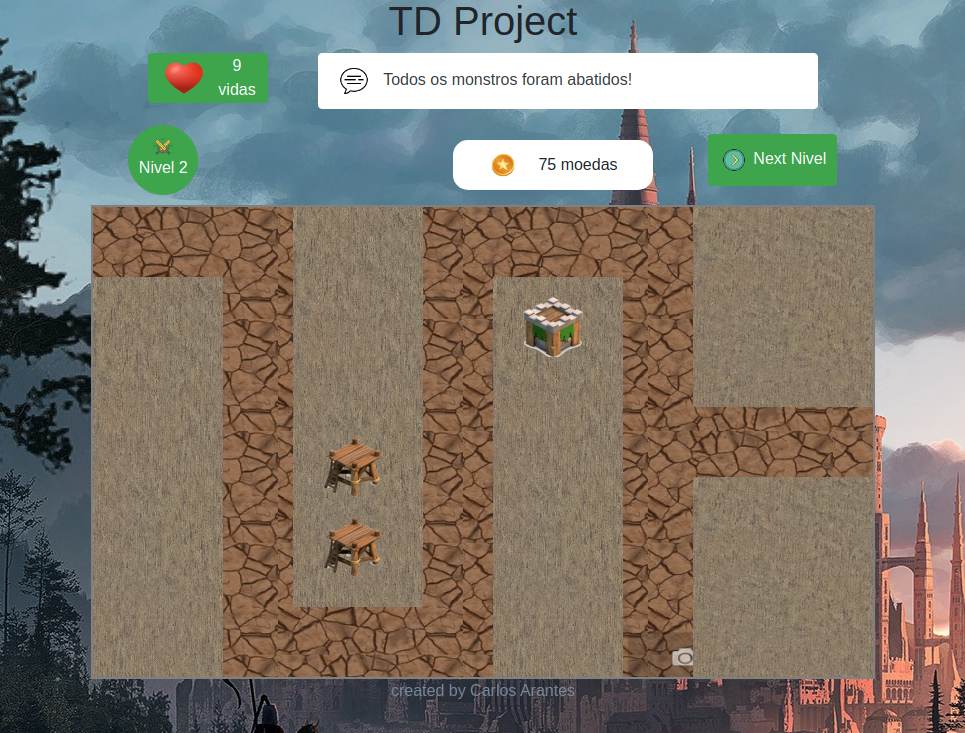 TD Project
9
vidas
Todos os monstros foram abatidos!
Nivel 2
75 moedas
Next Nivel
created by Carlos Arantes